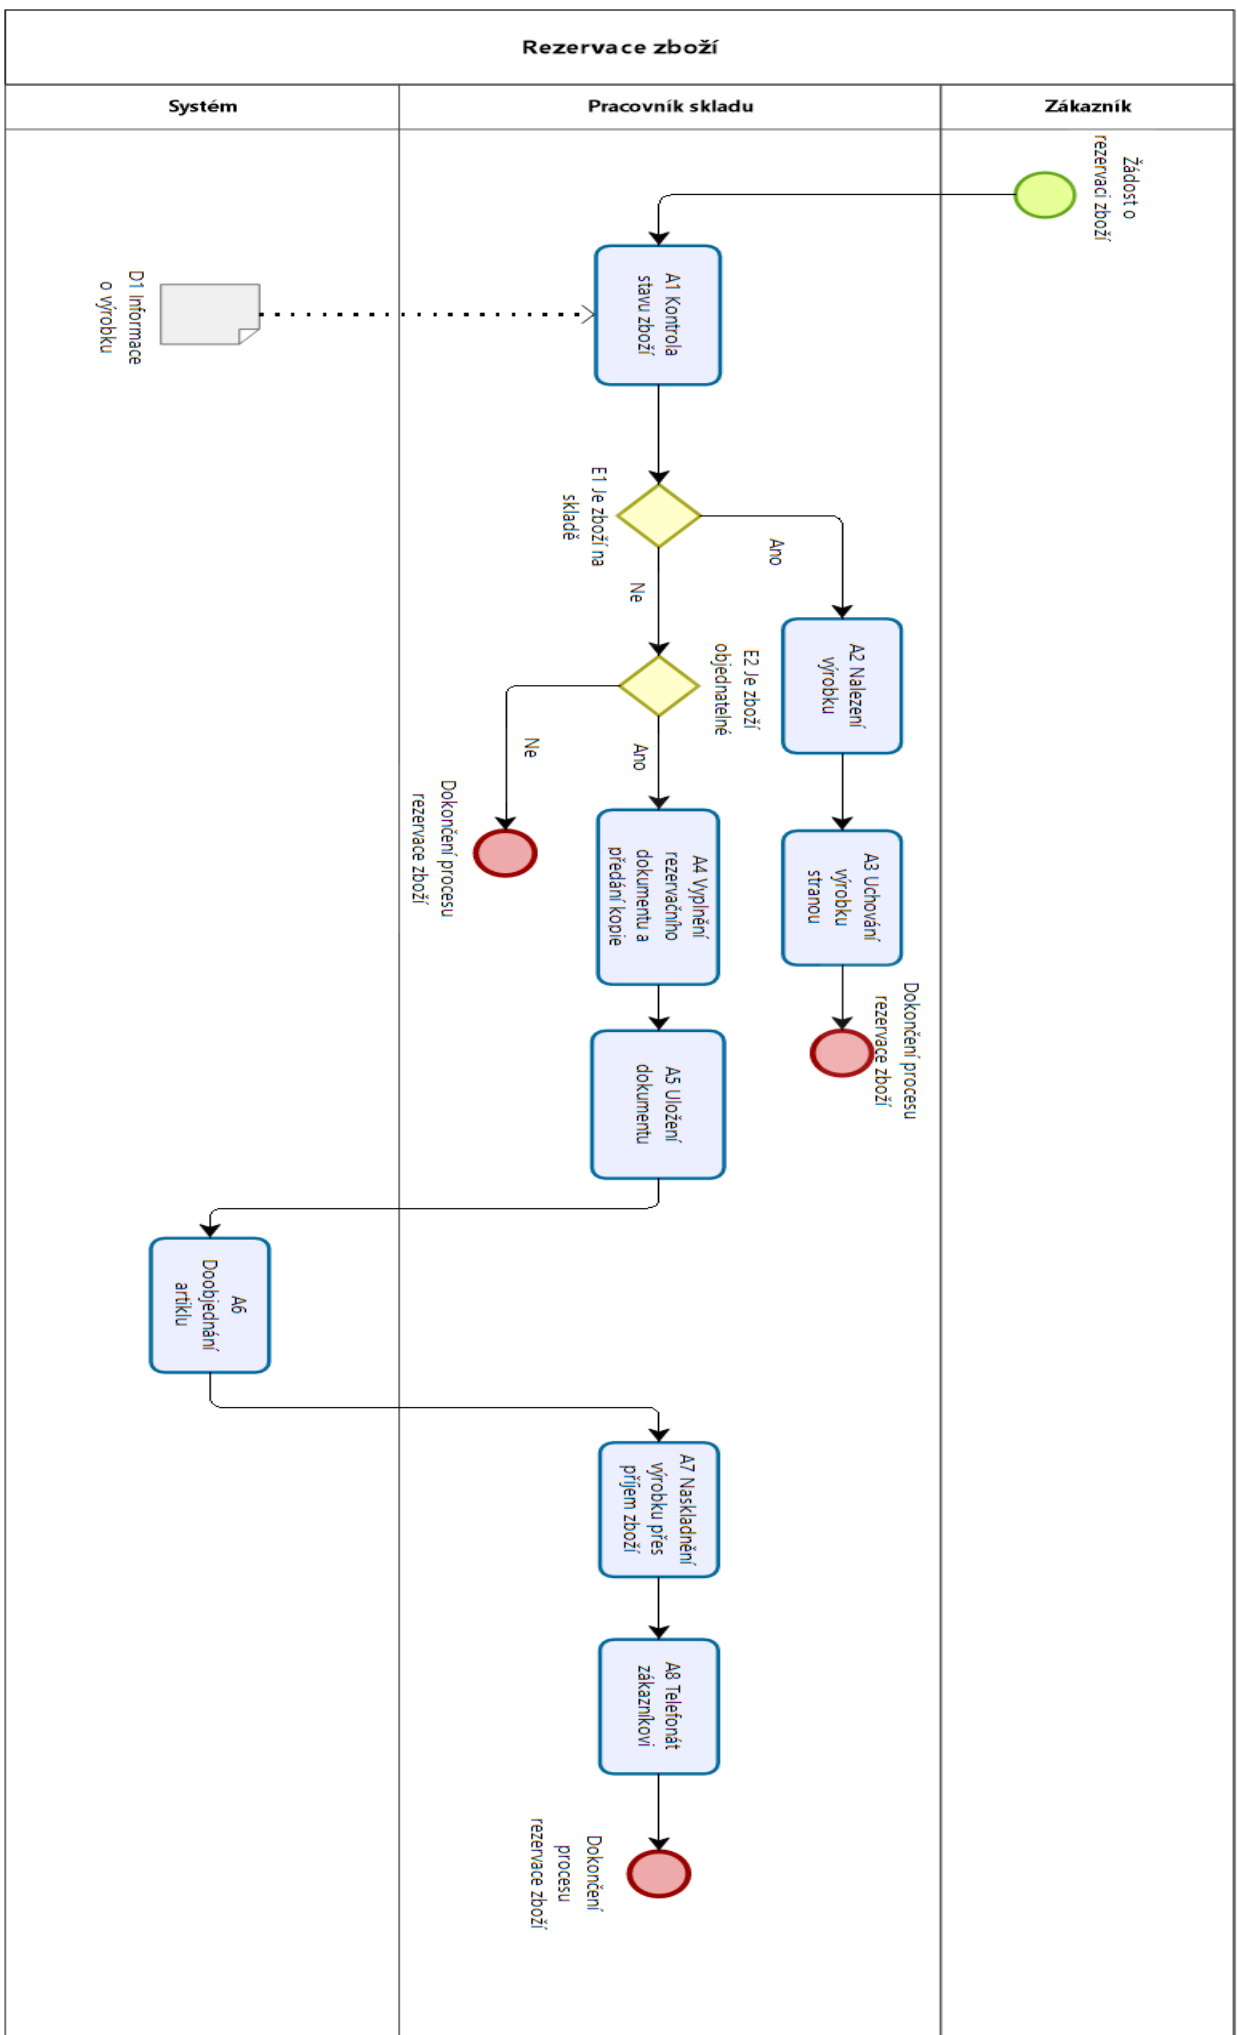 Rezervace zboží
Systém
Pracovník skladu
Zákazník
Žádost o
rezervaci zboží
A1 Kontrola
stavu zboží
D1 Informace
o výrobku
E1 Je zboží na
skladě
Ano
Ne
A2 Nalezení
výrobku
E2 Je zboží
objednatelné
Ano
Ne
A3 Uchování
výrobku
stranou
Dokončení procesu
rezervace zboží
A4 Vyplnění
rezervačního
dokumentu a
předání kopie
Dokončení procesu
rezervace zboží
A5 Uložení
dokumentu
A6
Doobjednání
artiklu
A7 Naskladnění
výrobku přes
příjem zboží
A8 Telefonát
zákazníkovi
Dokončení
procesu
rezervace zboží